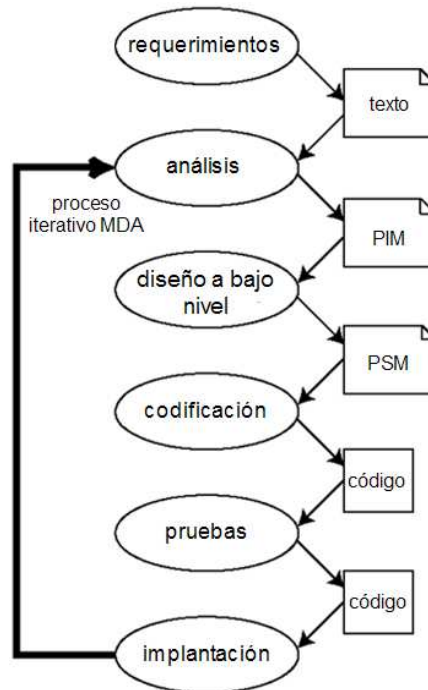 requerimientos
texto
análisis
proceso
iterativo MDA
PIM
diseño a bajo
nivel
PSM
codificación
código
pruebas
código
implantación